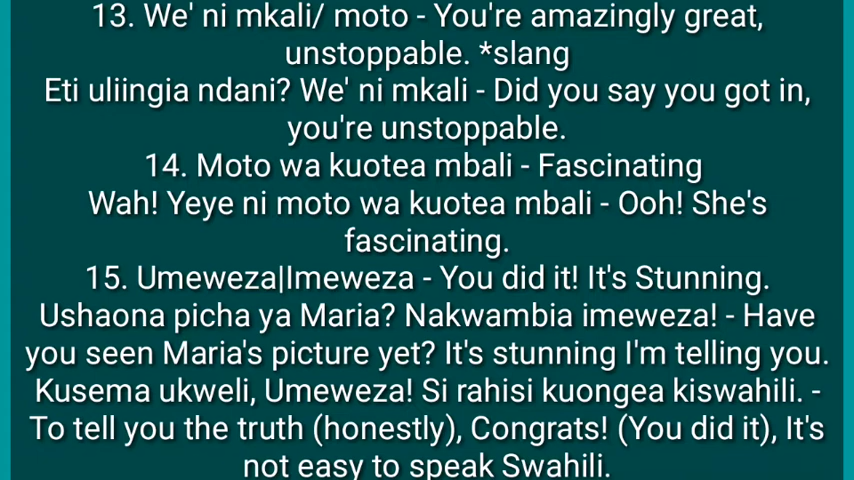 13. We' ni mkali/ moto - You're amazingly great,
unstoppable. *slang
Eti uliingia ndani? We' ni mkali - Did you say you got in,
you're unstoppable.
14. Moto wa kuotea mbali - Fascinating
Wah! Yeye ni moto wa kuotea mbali - Ooh! She's
fascinating.
15. Umeweza|Imeweza - You did it! It's Stunning.
Ushaona picha ya Maria? Nakwambia imeweza! - Have
you seen Maria's picture yet? It's stunning I'm telling you.
Kusema ukweli, Umeweza! Si rahisi kuongea kiswahili. -
To tell you the truth (honestly), Congrats! (You did it), It's
not easy to speak Swahili.